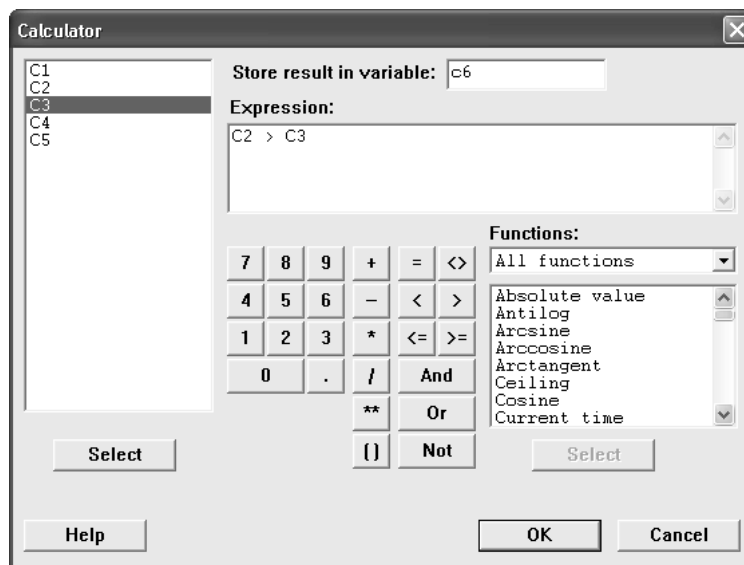 Calculator
C1
C2
C3
C4
C5
Store result in variable: c6
Expression:
C2 > C3
Functions:
All functions
7 8 9 + = <>
4 5 6 − < >
1 2 3 * <= >=
0 . / And
** Or
() Not
Absolute value
Antilog
Arcsine
Arccosine
Arctangent
Ceiling
Cosine
Current time
Select
Select
Help
OK
Cancel